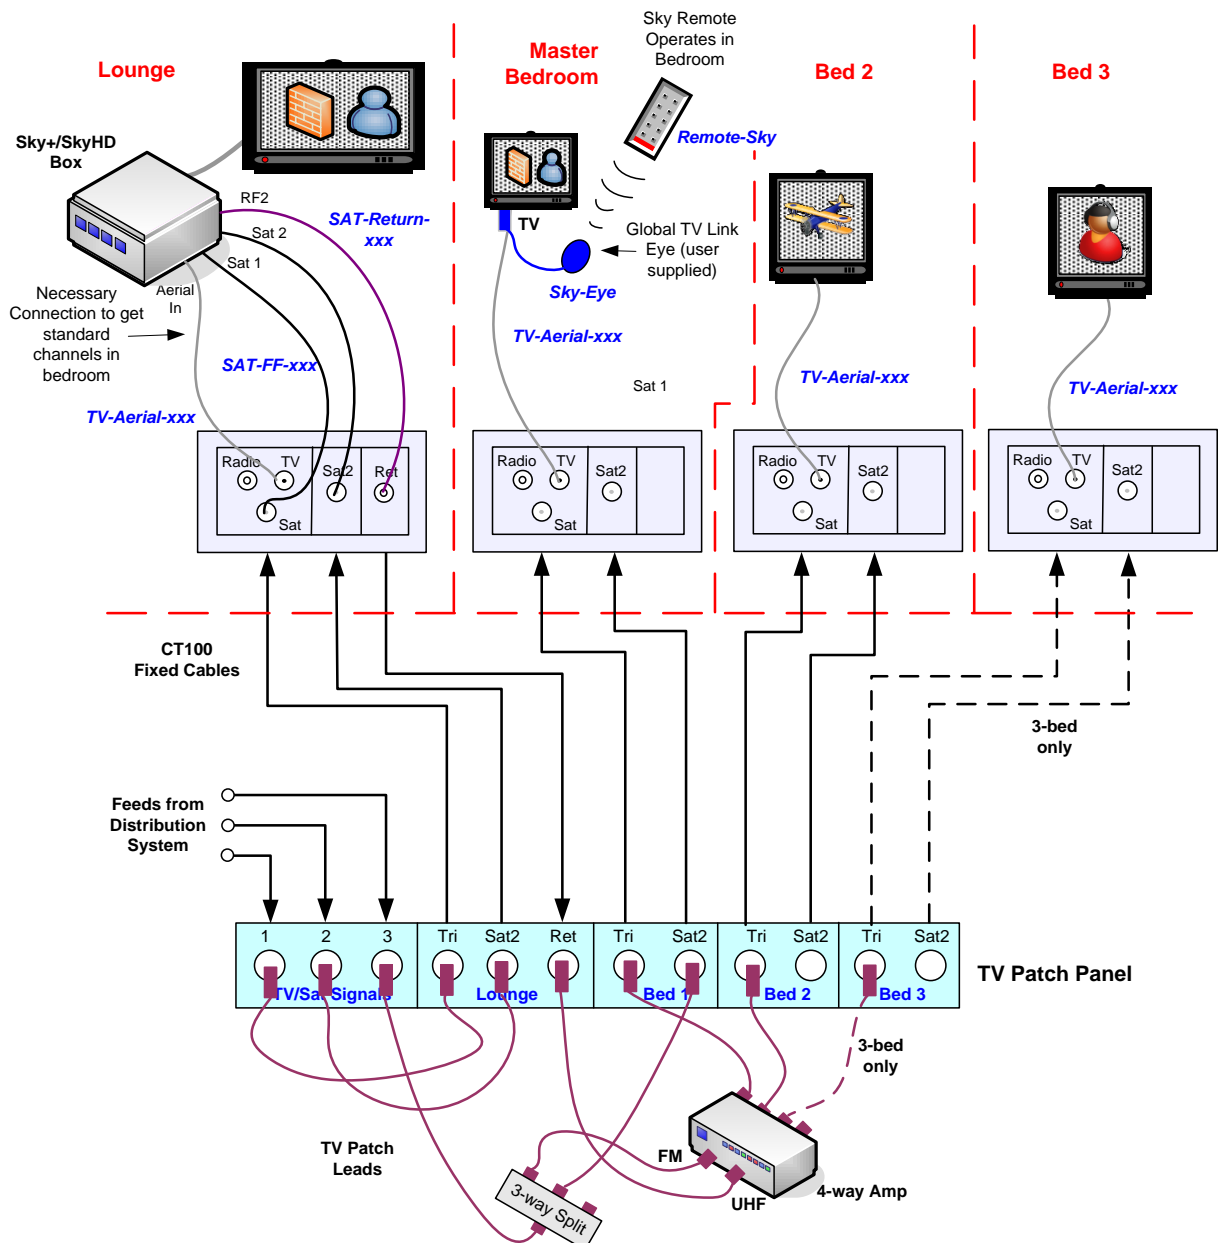 Sky Remote
Operates in
Bedroom
Lounge
Master
Bedroom
Bed 2
Bed 3
Sky+/SkyHD
Box
Remote-Sky
RF2
SAT-Return-
xxx
Sat 2
Sat 1
TV
Global TV Link
Eye (user
supplied)
Sky-Eye
Aerial
In
Necessary
Connection to get
standard
channels in
bedroom
SAT-FF-xxx
TV-Aerial-xxx
TV-Aerial-xxx
Sat 1
TV-Aerial-xxx
TV-Aerial-xxx
Radio
TV
Sat2
Ret
Sat
Radio
TV
Sat2
Sat
Radio
TV
Sat2
Sat
Radio
TV
Sat2
Sat
CT100
Fixed Cables
3-bed
only
Feeds from
Distribution
System
1
2
3
Tri
Sat2
Ret
Tri
Sat2
Tri
Sat2
Tri
Sat2
TV/Sat Signals
Lounge
Bed 1
Bed 2
Bed 3
TV Patch Panel
3-bed
only
TV Patch
Leads
FM
UHF
4-way Amp
3-way Split